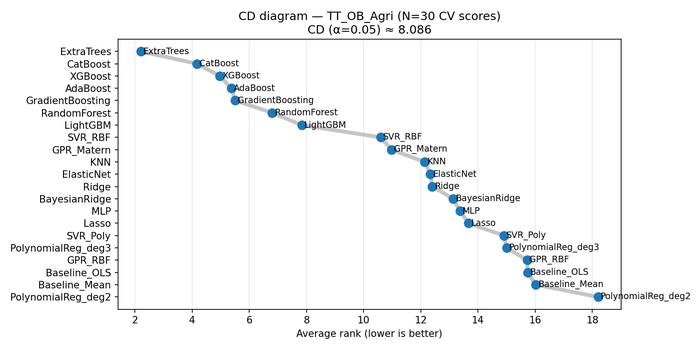 CD diagram — TT_OB_Agri (N=30 CV scores)
CD (α=0.05) ≈ 8.086
ExtraTrees ExtraTrees
CatBoost CatBoost
XGBoost XGBoost
AdaBoost AdaBoost
GradientBoosting GradientBoosting
RandomForest RandomForest
LightGBM LightGBM
SVR_RBF SVR_RBF
GPR_Matern GPR_Matern
KNN KNN
ElasticNet ElasticNet
Ridge Ridge
BayesianRidge BayesianRidge
MLP MLP
Lasso Lasso
SVR_Poly SVR_Poly
PolynomialReg_deg3 PolynomialReg_deg3
GPR_RBF GPR_RBF
Baseline_OLS Baseline_OLS
Baseline_Mean Baseline_Mean
PolynomialReg_deg2 PolynomialReg_deg2
2 4 6 8 10 12 14 16 18
Average rank (lower is better)